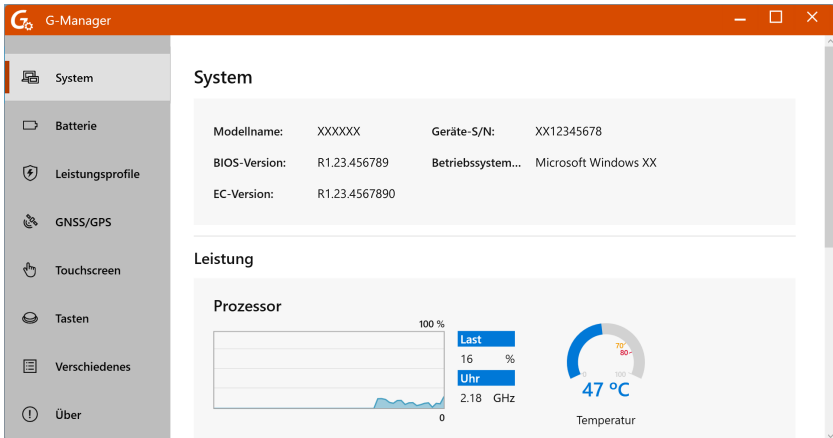 G-Manager
System
Batterie
Leistungsprofile
GNSS/GPS
Touchscreen
Tasten
Verschiedenes
Über
System
Modellname: XXXXXX Geräte-S/N: XX12345678
BIOS-Version: R1.23.456789 Betriebssystem... Microsoft Windows XX
EC-Version: R1.23.4567890
Leistung
Prozessor
100 %
Last
16 %
Uhr
2.18 GHz
0
70
80
0 100
47 °C
Temperatur